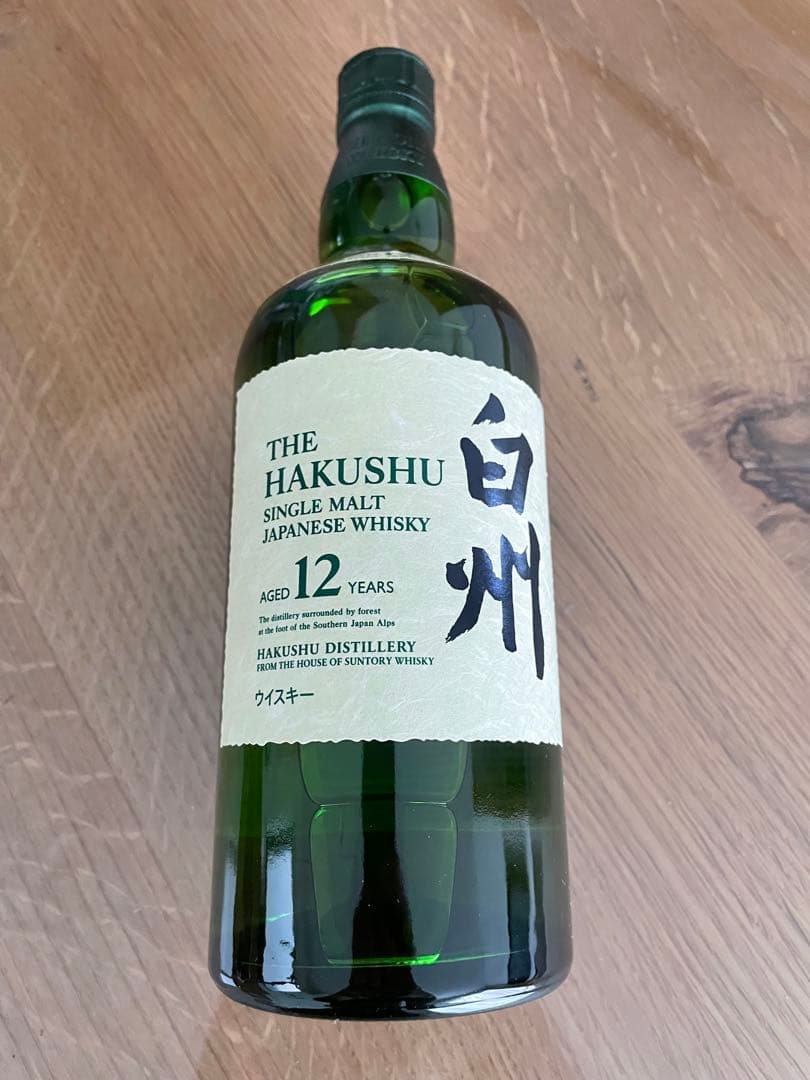 THE
HAKUSHU
SINGLE MALT
JAPANESE WHISKY
AGED 12 YEARS
The distillery surrounded by forest
at the foot of the Southern Japan Alps
HAKUSHU DISTILLERY
FROM THE HOUSE OF SUNTORY WHISKY
ウイスキー
白州